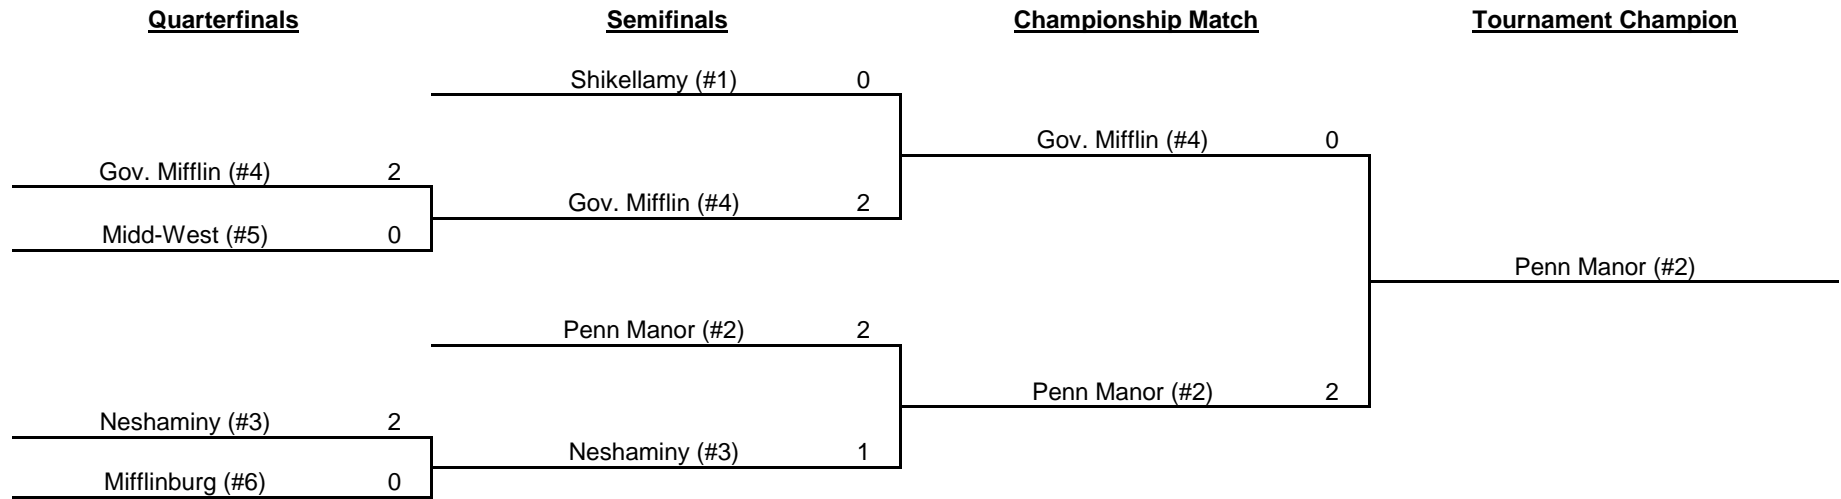 Quarterfinals Semifinals Championship Match Tournament Champion
Shikellamy (#1) 0
Gov. Mifflin (#4) 0
Gov. Mifflin (#4) 2
Gov. Mifflin (#4) 2
Midd-West (#5) 0
Penn Manor (#2)
Penn Manor (#2) 2
Penn Manor (#2) 2
Neshaminy (#3) 2
Neshaminy (#3) 1
Mifflinburg (#6) 0